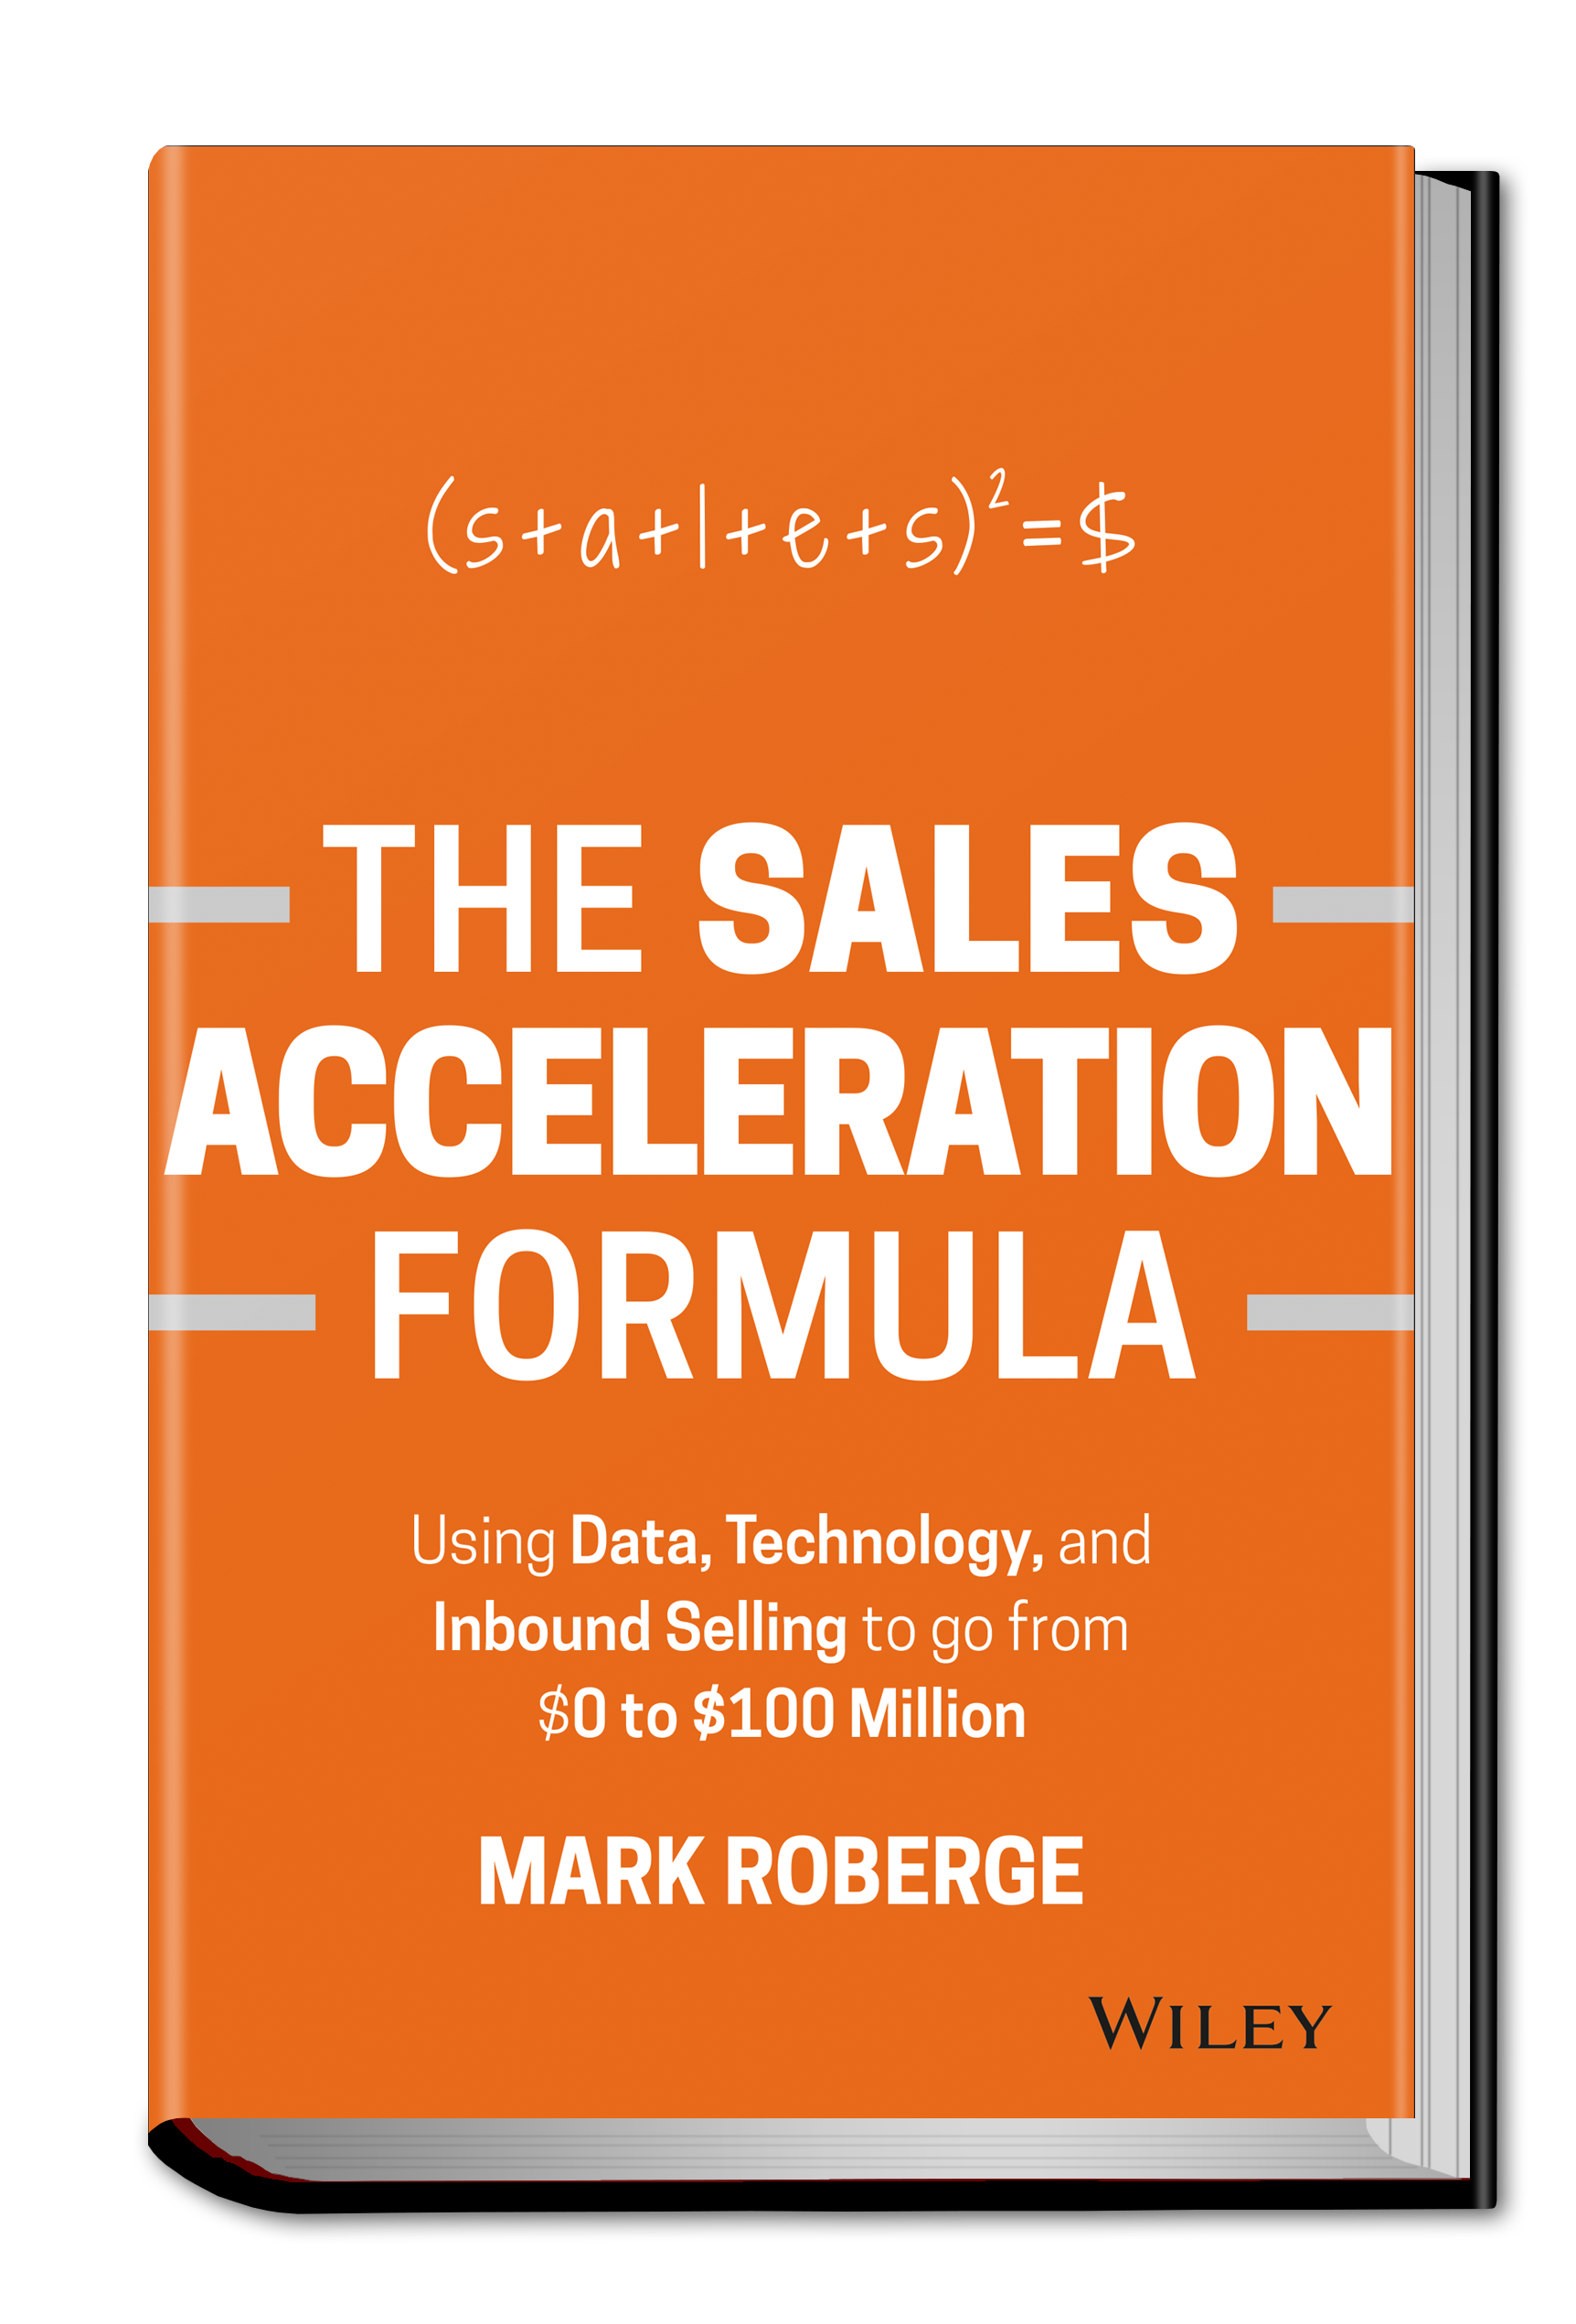 (s+a+l+e+s)²=$
THE SALES
ACCELERATION
FORMULA
Using Data, Technology, and
Inbound Selling to go from
$0 to $100 Million
MARK ROBERGE
WILEY